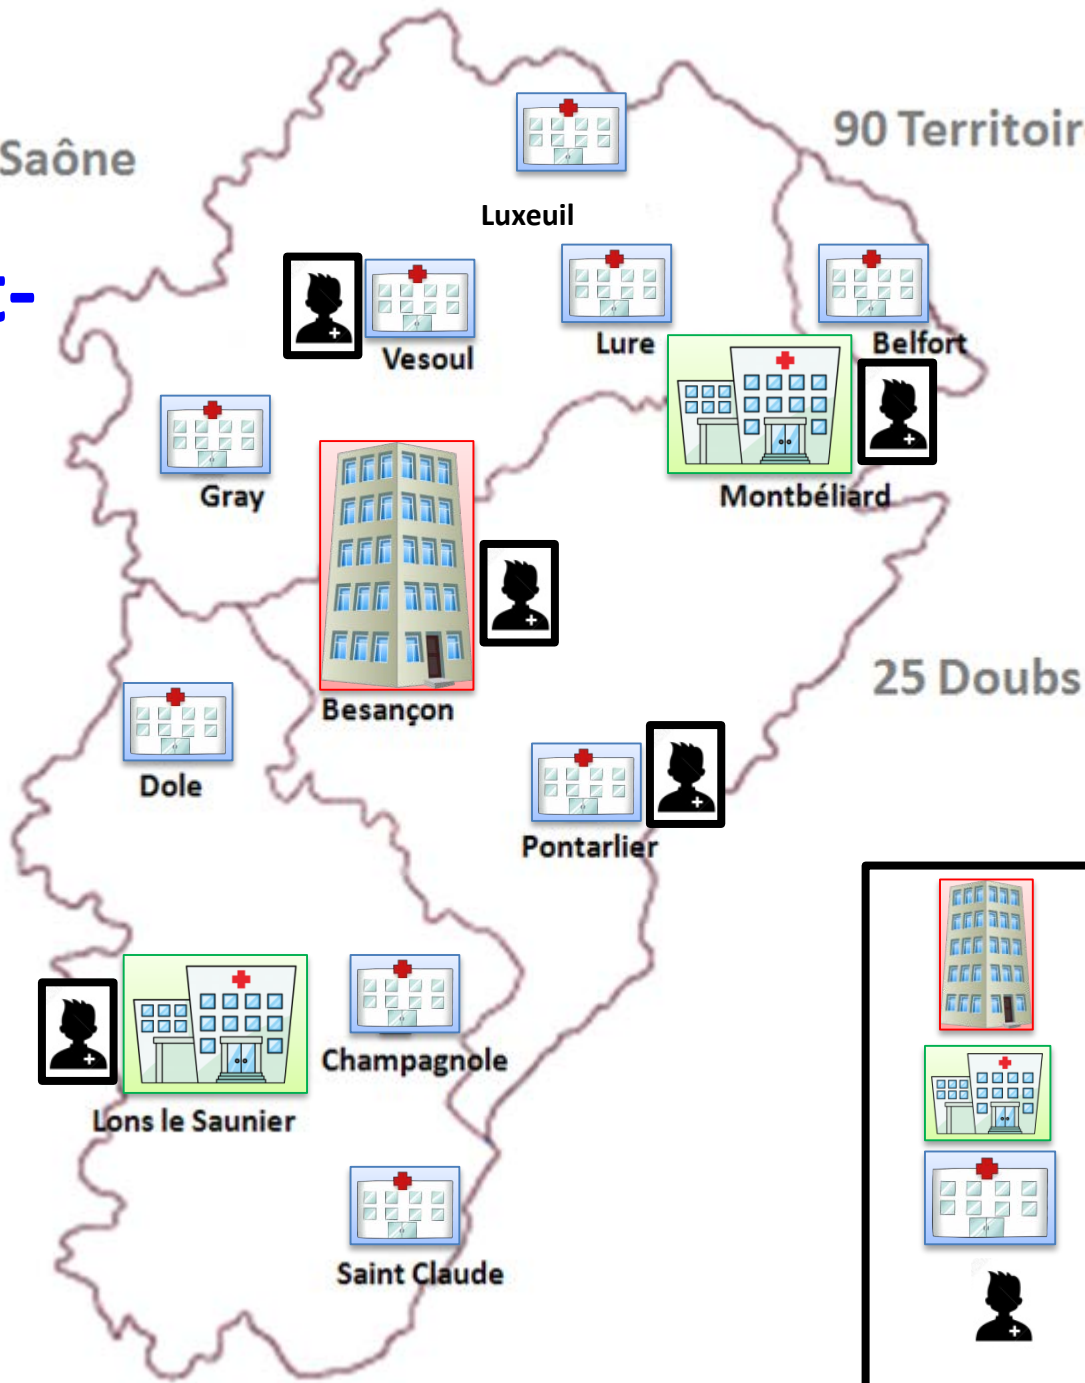 Saône
90 Territoir
Luxeuil
t-
Vesoul
Lure
Belfort
Gray
Montbéliard
Besançon
25 Doubs
Dole
Pontarlier
Champagnole
Lons le Saunier
Saint Claude